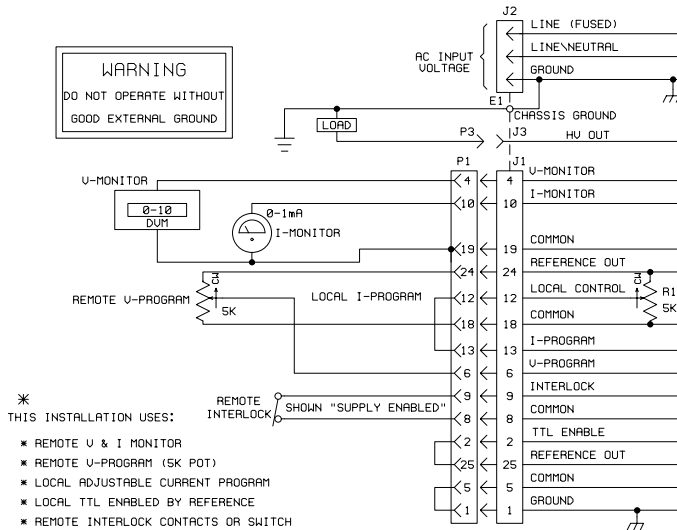 J2
LINE (FUSED)
LINE\NEUTRAL
GROUND
AC INPUT
VOLTAGE
WARNING
DO NOT OPERATE WITHOUT
GOOD EXTERNAL GROUND
E1
CHASSIS GROUND
LOAD
P3
J3
HV OUT
P1
J1
V-MONITOR
0-10
DVM
0-1mA
I-MONITOR
4 4 V-MONITOR
10 10 I-MONITOR
19 19 COMMON
24 24 REFERENCE OUT
12 12 LOCAL CONTROL
18 18 COMMON
13 13 I-PROGRAM
6 6 V-PROGRAM
9 9 INTERLOCK
8 8 COMMON
2 2 TTL ENABLE
25 25 REFERENCE OUT
5 5 COMMON
1 1 GROUND
CW
REMOTE V-PROGRAM
5K
LOCAL I-PROGRAM
CW
R1
5K
REMOTE
INTERLOCK
SHOWN "SUPPLY ENABLED"
*
THIS INSTALLATION USES:
* REMOTE V & I MONITOR
* REMOTE V-PROGRAM (5K POT)
* LOCAL ADJUSTABLE CURRENT PROGRAM
* LOCAL TTL ENABLED BY REFERENCE
* REMOTE INTERLOCK CONTACTS OR SWITCH